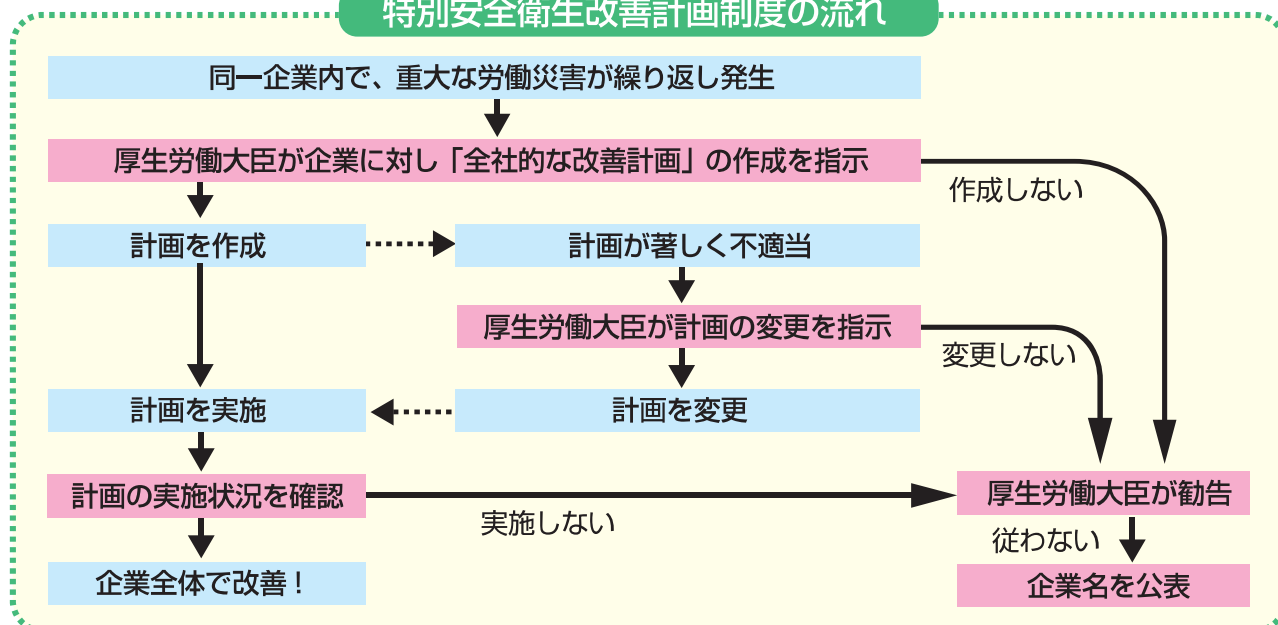 特別安全衛生改善計画制度の流れ
同一企業内で、重大な労働災害が繰り返し発生
厚生労働大臣が企業に対し「全社的な改善計画」の作成を指示
作成しない
計画を作成
計画が著しく不適当
厚生労働大臣が計画の変更を指示
変更しない
計画を実施
計画を変更
計画の実施状況を確認
実施しない
厚生労働大臣が勧告
従わない
企業全体で改善！
企業名を公表